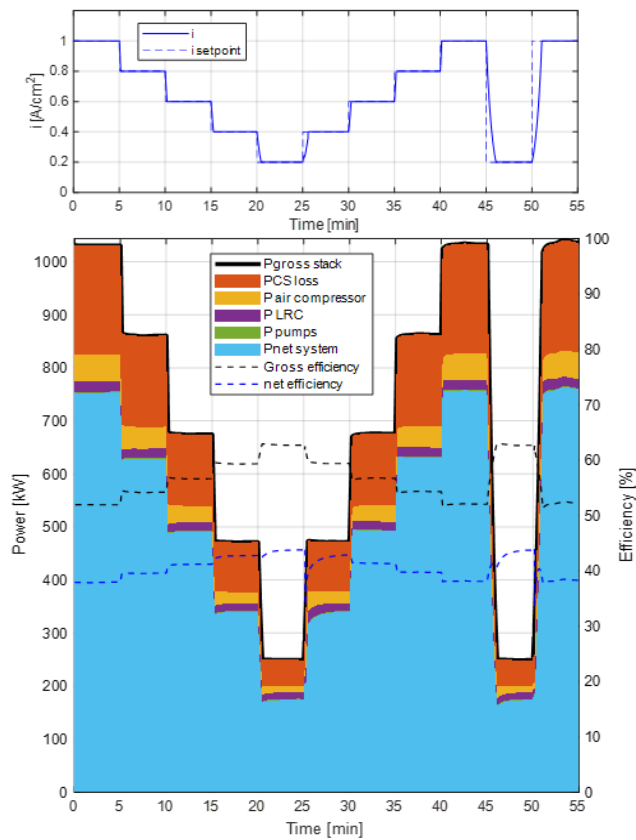 i
i setpoint
i [A/cm²]
1
0.8
0.6
0.4
0.2
0
0 5 10 15 20 25 30 35 40 45 50 55
Time [min]
Pgross stack
PCS loss
P air compressor
P LRC
P pumps
Pnet system
Gross efficiency
net efficiency
Power [kW]
1000
900
800
700
600
500
400
300
200
100
0
100
90
80
70
60
50
40
30
20
10
0
Efficiency [%]
0 5 10 15 20 25 30 35 40 45 50 55
Time [min]